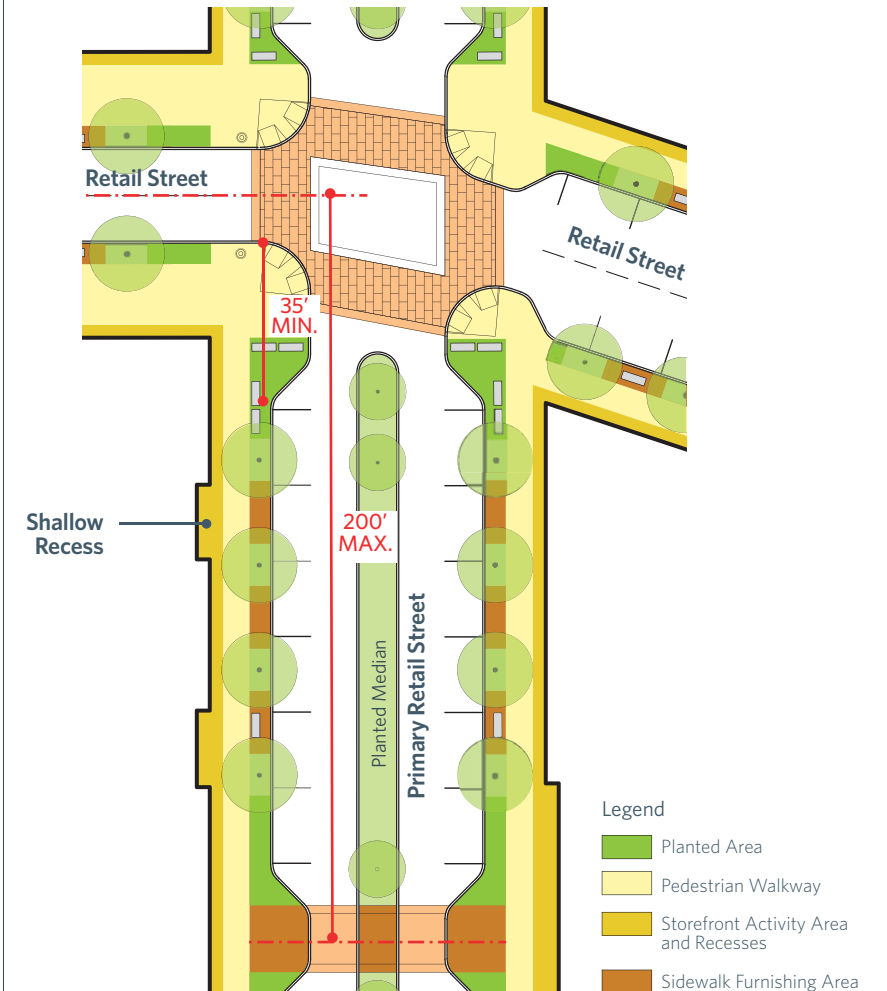 Retail Street
Retail Street
35’
MIN.
200’
MAX.
Shallow
Recess
Planted Median
Primary Retail Street
Legend
Planted Area
Pedestrian Walkway
Storefront Activity Area
and Recesses
Sidewalk Furnishing Area